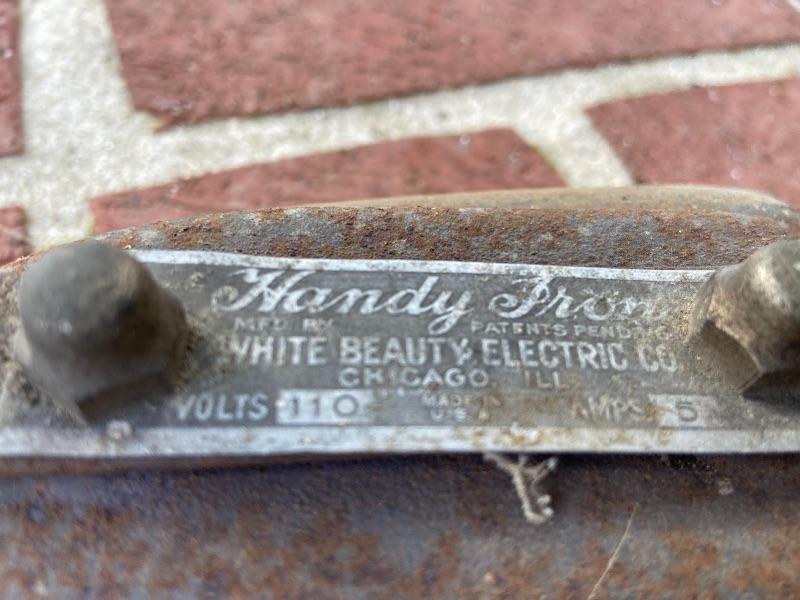 Handy Iron
MFD. BY PATENTS PENDING
WHITE BEAUTY ELECTRIC CO
CHICAGO, ILL.
VOLTS 110 MADE IN U.S.A. AMPS 5